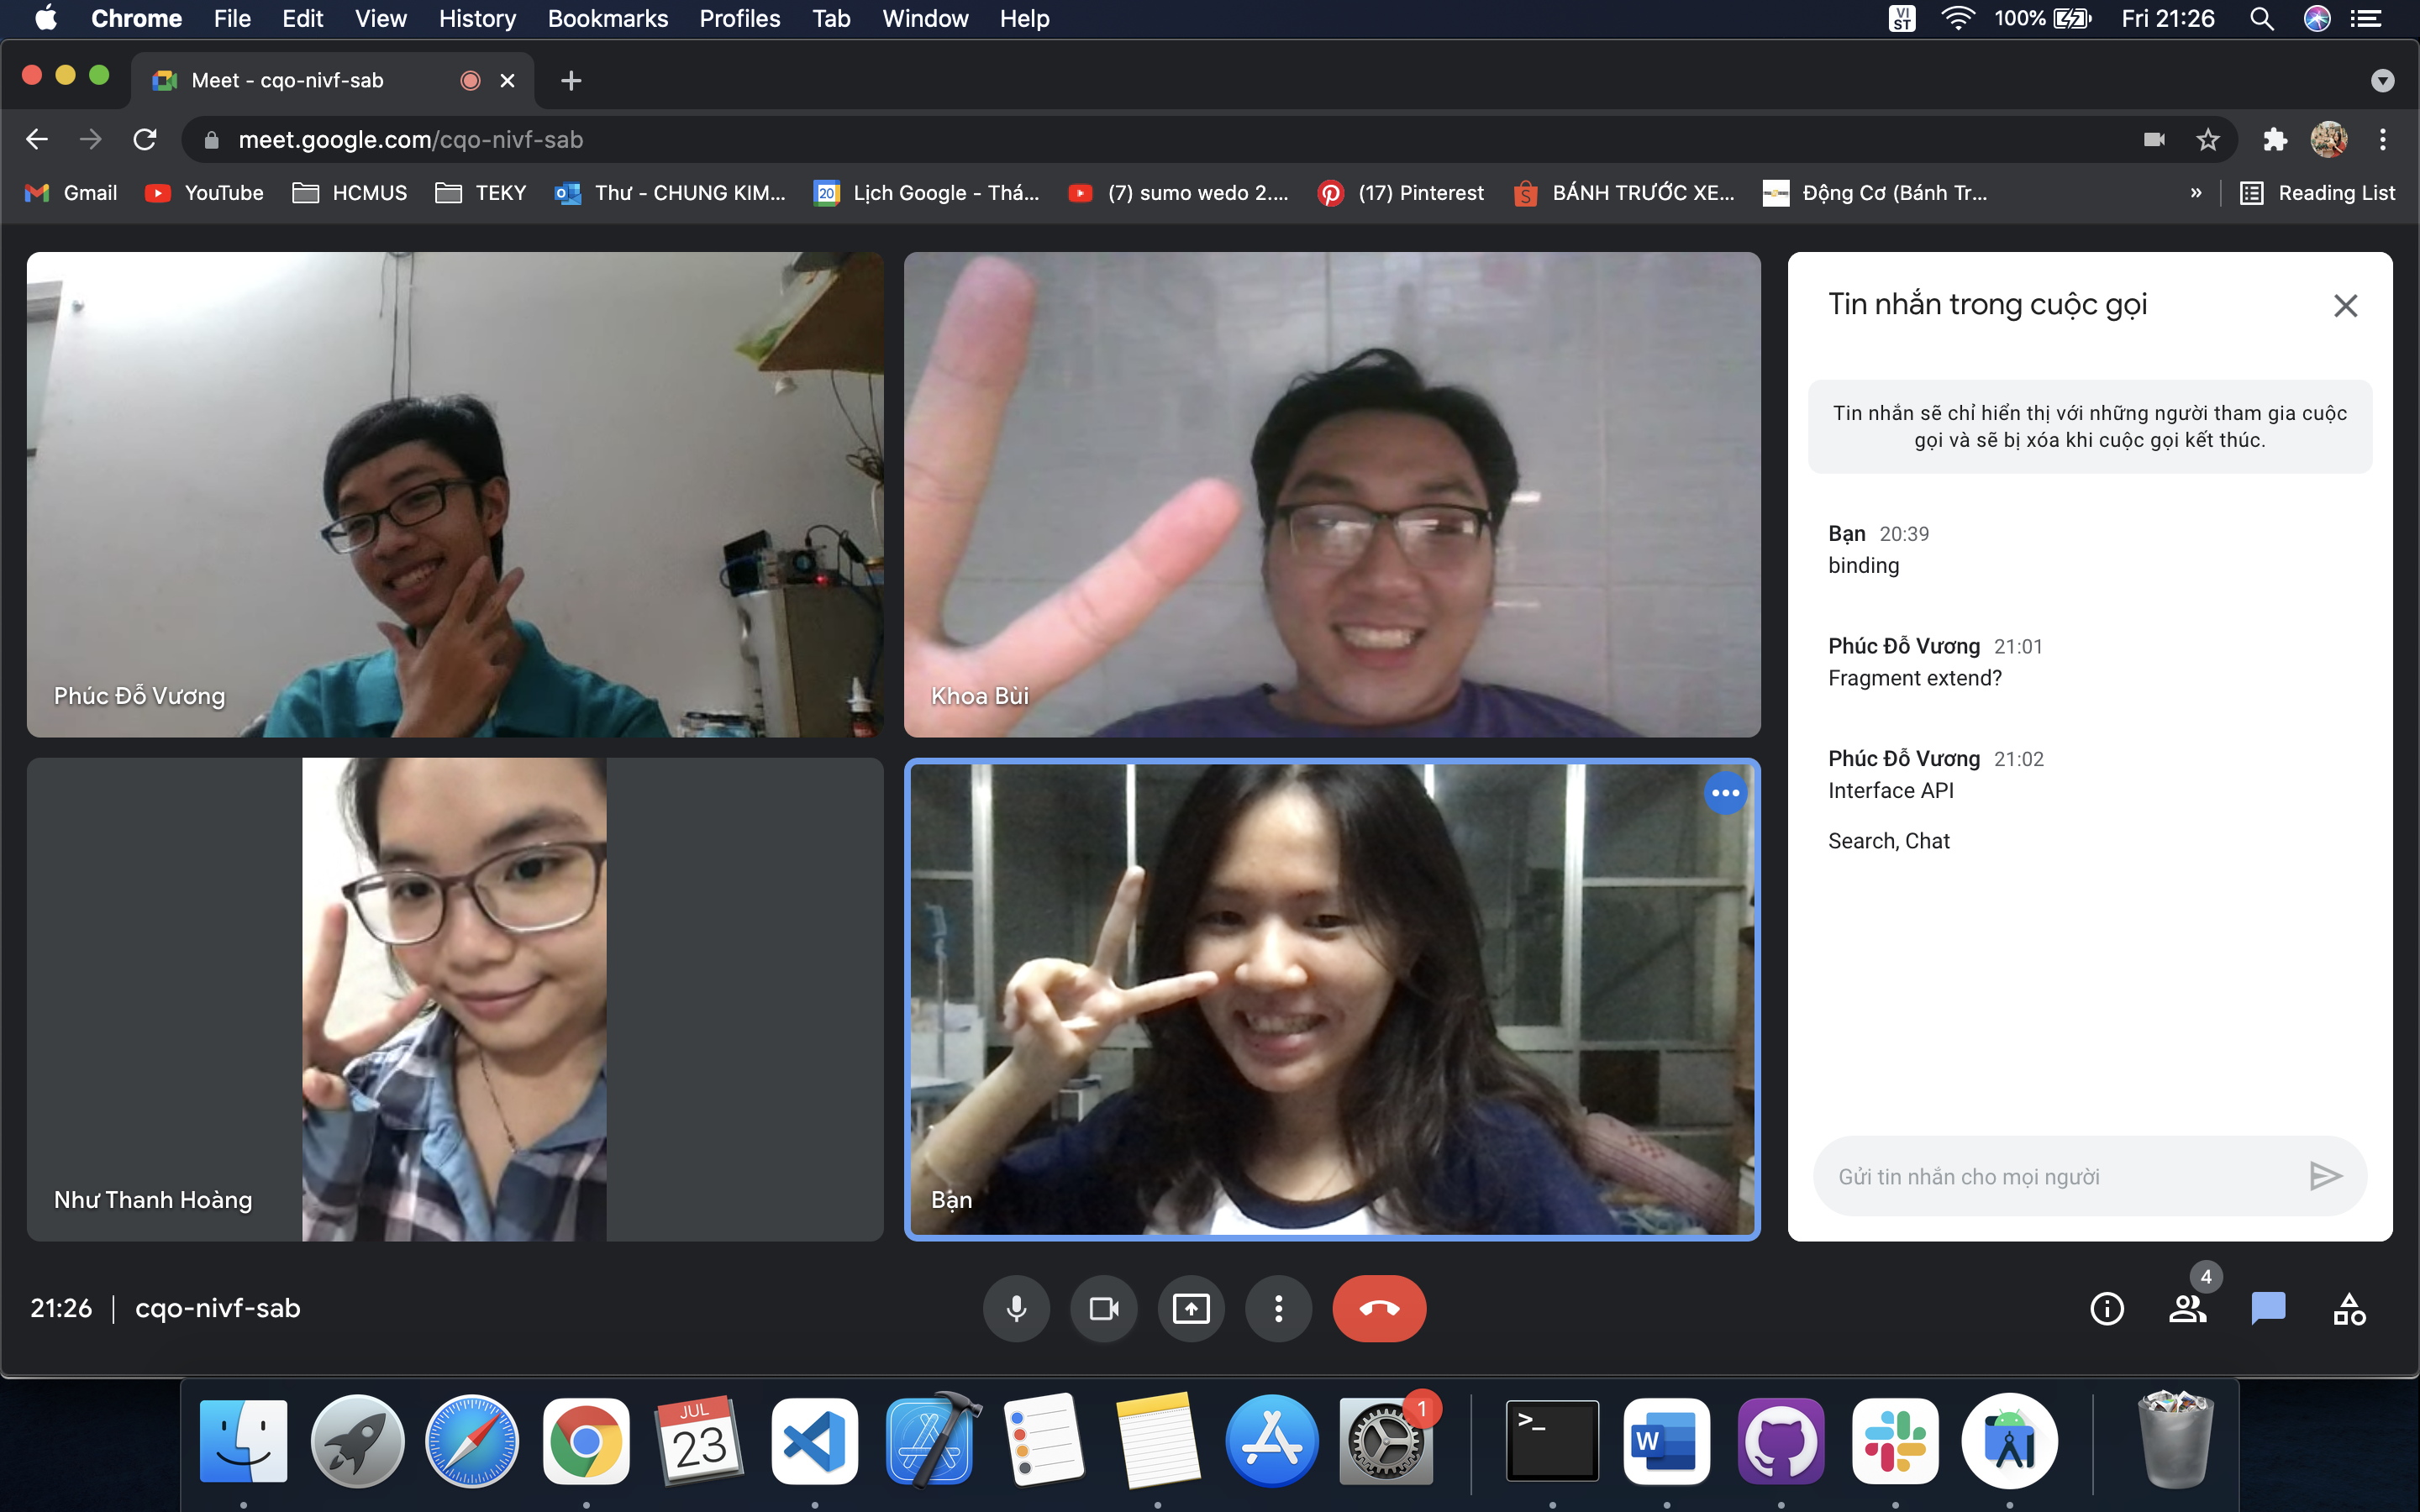 Chrome File Edit View History Bookmarks Profiles Tab Window Help
VI
ST
100%
Fri 21:26
Meet - cqo-nivf-sab
meet.google.com/cqo-nivf-sab
Gmail
YouTube
HCMUS
TEKY
Thư - CHUNG KIM...
20
Lịch Google - Thá...
(7) sumo wedo 2....
(17) Pinterest
BÁNH TRƯỚC XE...
Động Cơ (Bánh Tr...
»
Reading List
Phúc Đỗ Vương
Khoa Bùi
Như Thanh Hoàng
Bạn
Tin nhắn trong cuộc gọi
Tin nhắn sẽ chỉ hiển thị với những người tham gia cuộc
gọi và sẽ bị xóa khi cuộc gọi kết thúc.
Bạn 20:39
binding
Phúc Đỗ Vương 21:01
Fragment extend?
Phúc Đỗ Vương 21:02
Interface API
Search, Chat
Gửi tin nhắn cho mọi người
21:26 | cqo-nivf-sab
4
JUL
23
1
>_
W